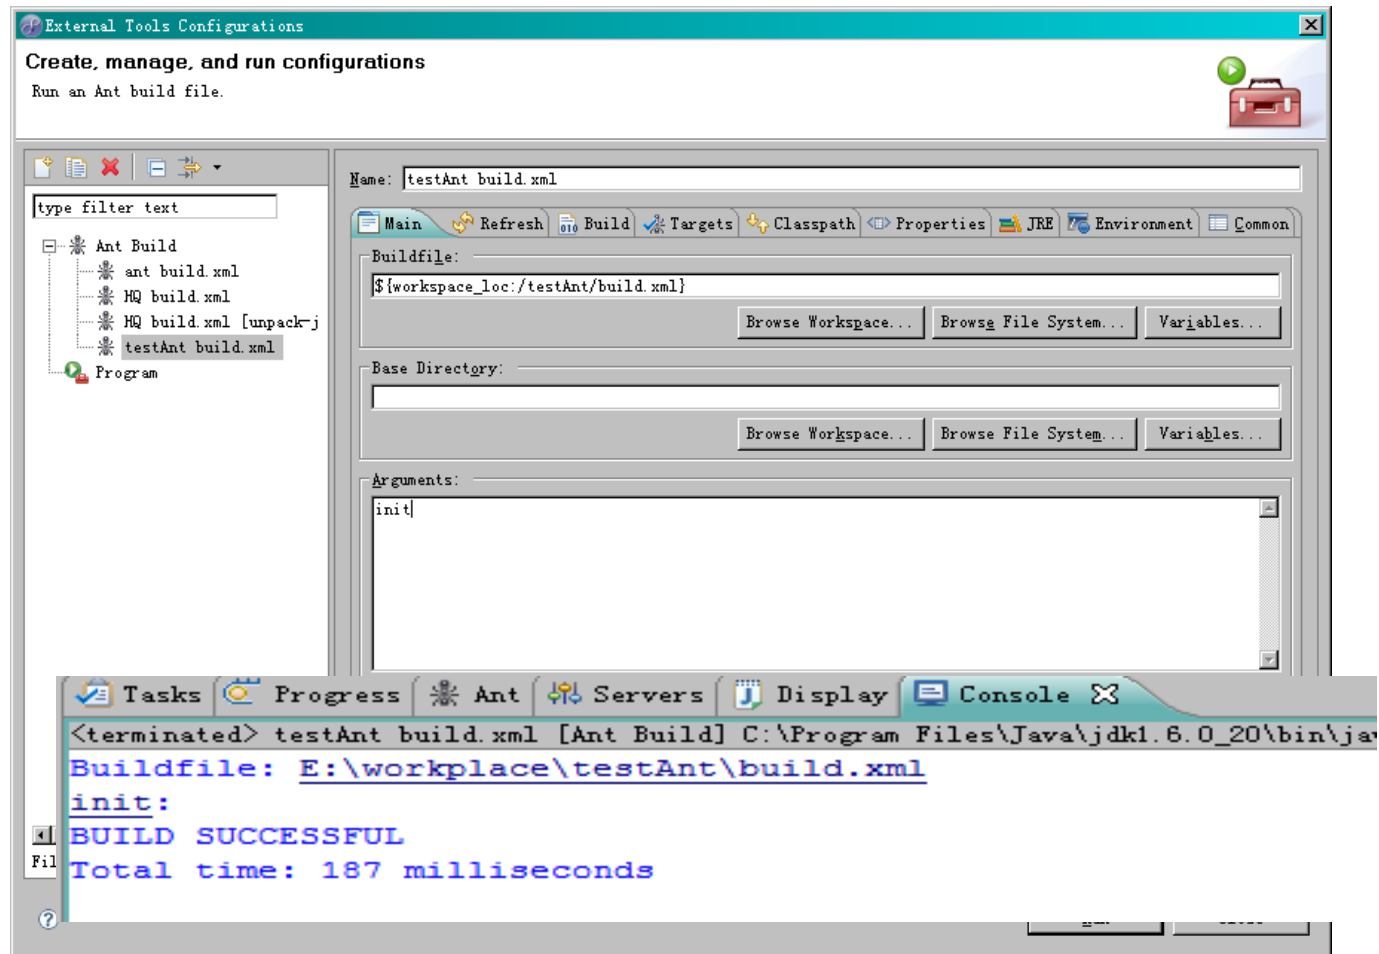 External Tools Configurations
Create, manage, and run configurations
Run an Ant build file.
type filter text
Ant Build
ant build.xml
HQ build.xml
HQ build.xml [unpack-j
testAnt build.xml
Program
Name: testAnt build.xml
Main Refresh Build Targets Classpath Properties JRE Environment Common
Buildfile:
${workspace_loc:/testAnt/build.xml}
Browse Workspace... Browse File System... Variables...
Base Directory:
Browse Workspace... Browse File System... Variables...
Arguments:
init
Tasks Progress Ant Servers Display Console
<terminated> testAnt build.xml [Ant Build] C:\Program Files\Java\jdk1.6.0_20\bin\jav
Buildfile: E:\workplace\testAnt\build.xml
init:
BUILD SUCCESSFUL
Total time: 187 milliseconds
Fil